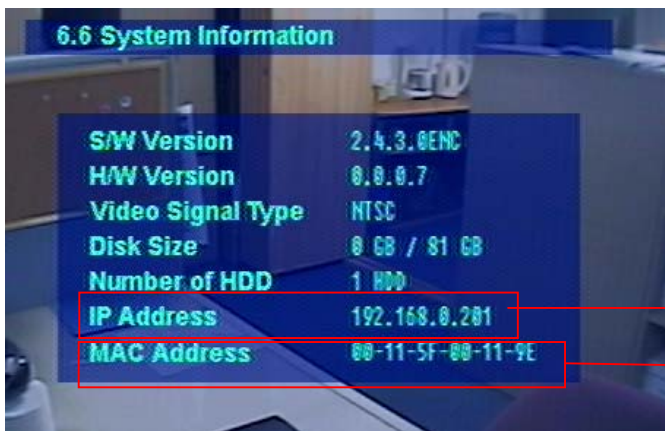 6.6 System Information
S/W Version 2.4.3.0ENC
H/W Version 0.0.0.7
Video Signal Type NTSC
Disk Size 0 GB / 81 GB
Number of HDD 1 HDD
IP Address 192.168.0.201
MAC Address 00-11-5F-00-11-9E